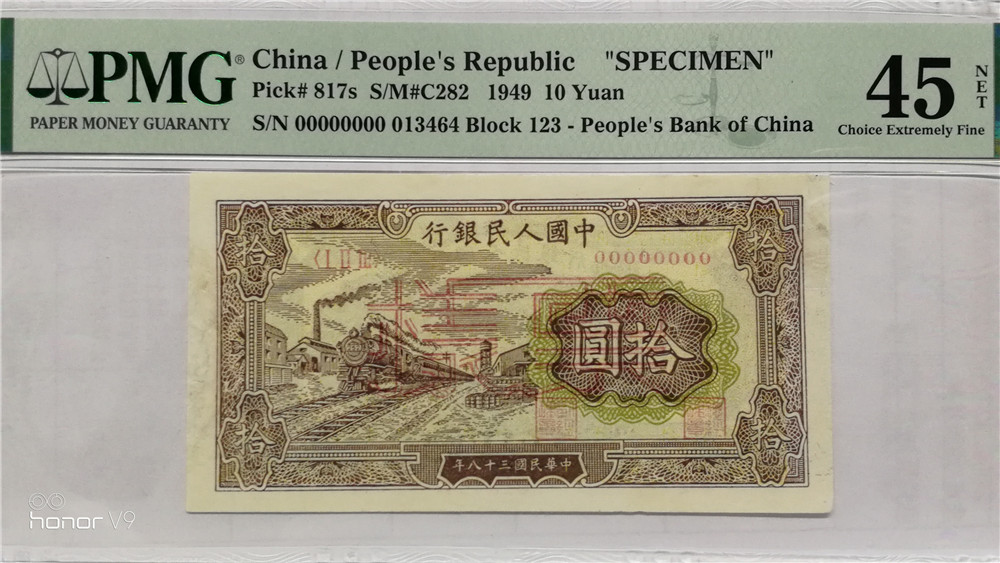 PMG® China / People's Republic "SPECIMEN"
Pick# 817s S/M#C282 1949 10 Yuan
PAPER MONEY GUARANTY
S/N 00000000 013464 Block 123 - People's Bank of China
45 NET
Choice Extremely Fine
行銀民人國中
〈ⅠⅡⅢ〉
00000000
拾
拾
圓拾
拾
拾
年八十三國民華中
honor V9